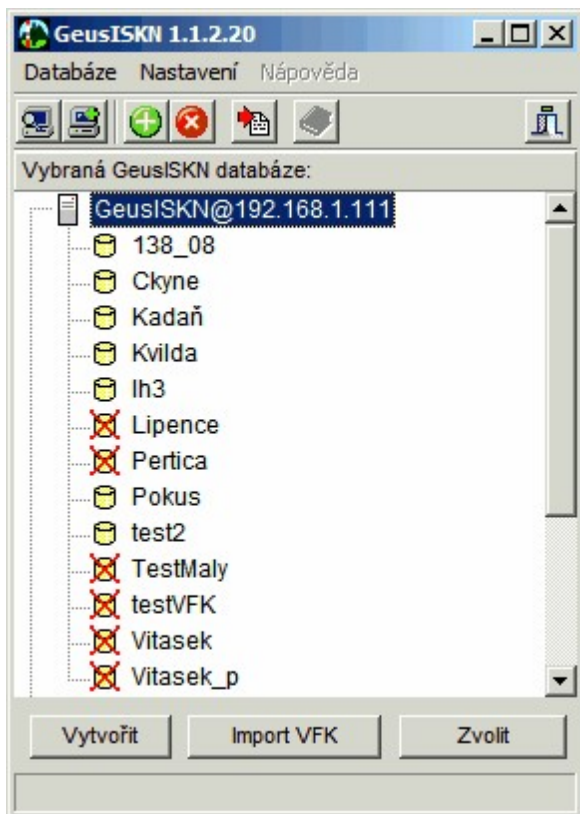 GeusISKN 1.1.2.20
Databáze Nastavení Nápověda
Vybraná GeusISKN databáze:
GeusISKN@192.168.1.111
138_08
Ckyne
Kadaň
Kvilda
lh3
Lipence
Pertica
Pokus
test2
TestMaly
testVFK
Vitasek
Vitasek_p
Vytvořit Import VFK Zvolit